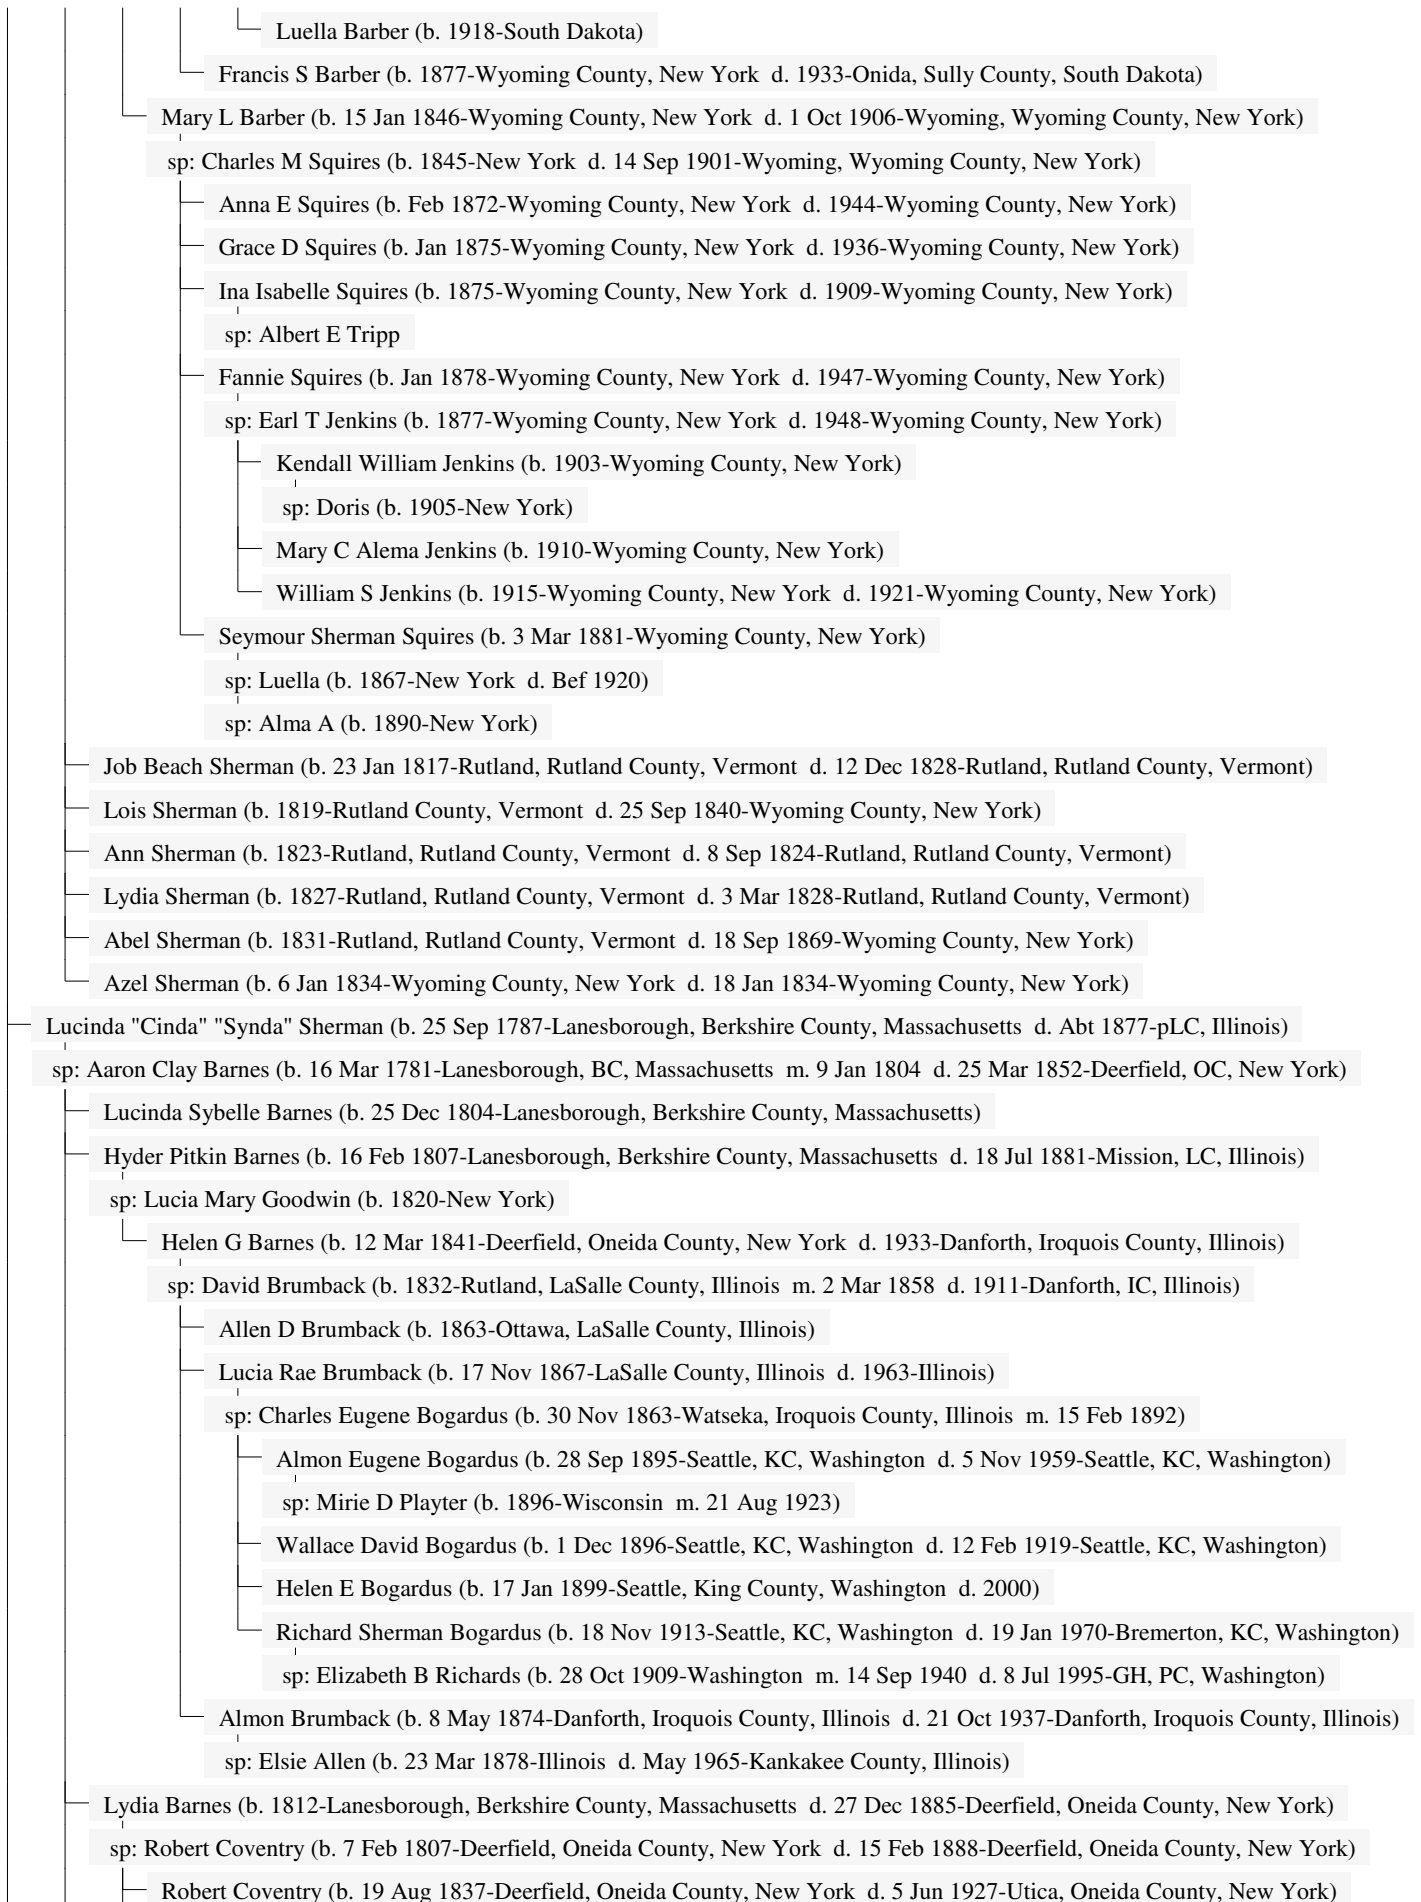 Luella Barber (b. 1918-South Dakota)
Francis S Barber (b. 1877-Wyoming County, New York d. 1933-Onida, Sully County, South Dakota)
Mary L Barber (b. 15 Jan 1846-Wyoming County, New York d. 1 Oct 1906-Wyoming, Wyoming County, New York)
sp: Charles M Squires (b. 1845-New York d. 14 Sep 1901-Wyoming, Wyoming County, New York)
Anna E Squires (b. Feb 1872-Wyoming County, New York d. 1944-Wyoming County, New York)
Grace D Squires (b. Jan 1875-Wyoming County, New York d. 1936-Wyoming County, New York)
Ina Isabelle Squires (b. 1875-Wyoming County, New York d. 1909-Wyoming County, New York)
sp: Albert E Tripp
Fannie Squires (b. Jan 1878-Wyoming County, New York d. 1947-Wyoming County, New York)
sp: Earl T Jenkins (b. 1877-Wyoming County, New York d. 1948-Wyoming County, New York)
Kendall William Jenkins (b. 1903-Wyoming County, New York)
sp: Doris (b. 1905-New York)
Mary C Alema Jenkins (b. 1910-Wyoming County, New York)
William S Jenkins (b. 1915-Wyoming County, New York d. 1921-Wyoming County, New York)
Seymour Sherman Squires (b. 3 Mar 1881-Wyoming County, New York)
sp: Luella (b. 1867-New York d. Bef 1920)
sp: Alma A (b. 1890-New York)
Job Beach Sherman (b. 23 Jan 1817-Rutland, Rutland County, Vermont d. 12 Dec 1828-Rutland, Rutland County, Vermont)
Lois Sherman (b. 1819-Rutland County, Vermont d. 25 Sep 1840-Wyoming County, New York)
Ann Sherman (b. 1823-Rutland, Rutland County, Vermont d. 8 Sep 1824-Rutland, Rutland County, Vermont)
Lydia Sherman (b. 1827-Rutland, Rutland County, Vermont d. 3 Mar 1828-Rutland, Rutland County, Vermont)
Abel Sherman (b. 1831-Rutland, Rutland County, Vermont d. 18 Sep 1869-Wyoming County, New York)
Azel Sherman (b. 6 Jan 1834-Wyoming County, New York d. 18 Jan 1834-Wyoming County, New York)
Lucinda "Cinda" "Synda" Sherman (b. 25 Sep 1787-Lanesborough, Berkshire County, Massachusetts d. Abt 1877-pLC, Illinois)
sp: Aaron Clay Barnes (b. 16 Mar 1781-Lanesborough, BC, Massachusetts m. 9 Jan 1804 d. 25 Mar 1852-Deerfield, OC, New York)
Lucinda Sybelle Barnes (b. 25 Dec 1804-Lanesborough, Berkshire County, Massachusetts)
Hyder Pitkin Barnes (b. 16 Feb 1807-Lanesborough, Berkshire County, Massachusetts d. 18 Jul 1881-Mission, LC, Illinois)
sp: Lucia Mary Goodwin (b. 1820-New York)
Helen G Barnes (b. 12 Mar 1841-Deerfield, Oneida County, New York d. 1933-Danforth, Iroquois County, Illinois)
sp: David Brumback (b. 1832-Rutland, LaSalle County, Illinois m. 2 Mar 1858 d. 1911-Danforth, IC, Illinois)
Allen D Brumback (b. 1863-Ottawa, LaSalle County, Illinois)
Lucia Rae Brumback (b. 17 Nov 1867-LaSalle County, Illinois d. 1963-Illinois)
sp: Charles Eugene Bogardus (b. 30 Nov 1863-Watseka, Iroquois County, Illinois m. 15 Feb 1892)
Almon Eugene Bogardus (b. 28 Sep 1895-Seattle, KC, Washington d. 5 Nov 1959-Seattle, KC, Washington)
sp: Mirie D Playter (b. 1896-Wisconsin m. 21 Aug 1923)
Wallace David Bogardus (b. 1 Dec 1896-Seattle, KC, Washington d. 12 Feb 1919-Seattle, KC, Washington)
Helen E Bogardus (b. 17 Jan 1899-Seattle, King County, Washington d. 2000)
Richard Sherman Bogardus (b. 18 Nov 1913-Seattle, KC, Washington d. 19 Jan 1970-Bremerton, KC, Washington)
sp: Elizabeth B Richards (b. 28 Oct 1909-Washington m. 14 Sep 1940 d. 8 Jul 1995-GH, PC, Washington)
Almon Brumback (b. 8 May 1874-Danforth, Iroquois County, Illinois d. 21 Oct 1937-Danforth, Iroquois County, Illinois)
sp: Elsie Allen (b. 23 Mar 1878-Illinois d. May 1965-Kankakee County, Illinois)
Lydia Barnes (b. 1812-Lanesborough, Berkshire County, Massachusetts d. 27 Dec 1885-Deerfield, Oneida County, New York)
sp: Robert Coventry (b. 7 Feb 1807-Deerfield, Oneida County, New York d. 15 Feb 1888-Deerfield, Oneida County, New York)
Robert Coventry (b. 19 Aug 1837-Deerfield, Oneida County, New York d. 5 Jun 1927-Utica, Oneida County, New York)